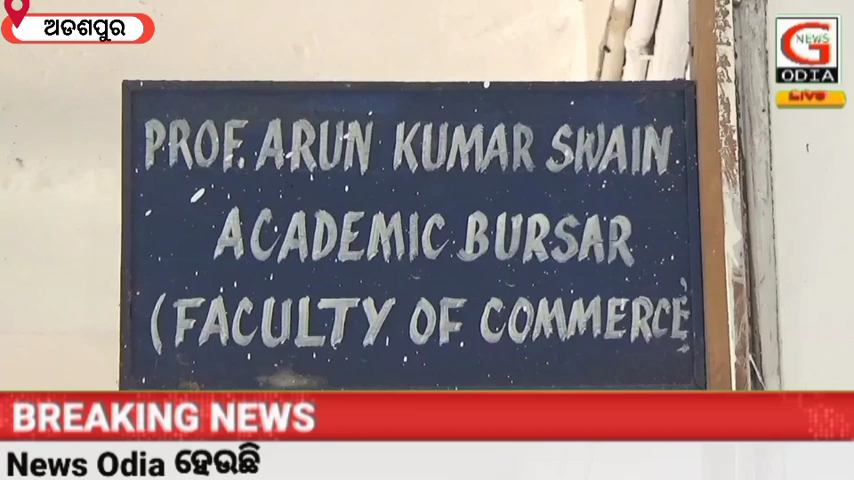 ଅଡଶପୁର
G
NEWS
ODIA
Live
PROF. ARUN KUMAR SWAIN
ACADEMIC BURSAR
(FACULTY OF COMMERCE)
BREAKING NEWS
News Odia ହେଉଛି